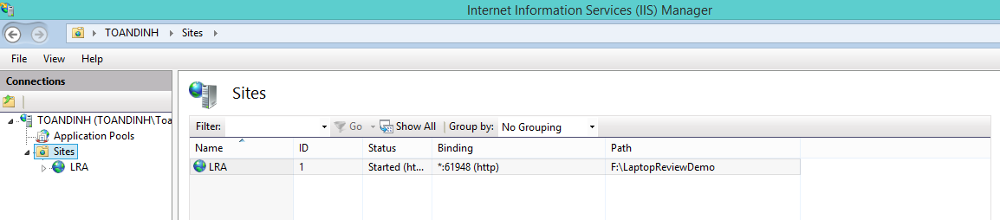 Internet Information Services (IIS) Manager
TOANDINH Sites
File View Help
Connections
TOANDINH (TOANDINH\Toa
Application Pools
Sites
LRA
Sites
Filter: Go Show All Group by: No Grouping
Name ID Status Binding Path
LRA 1 Started (ht... *:61948 (http) F:\LaptopReviewDemo